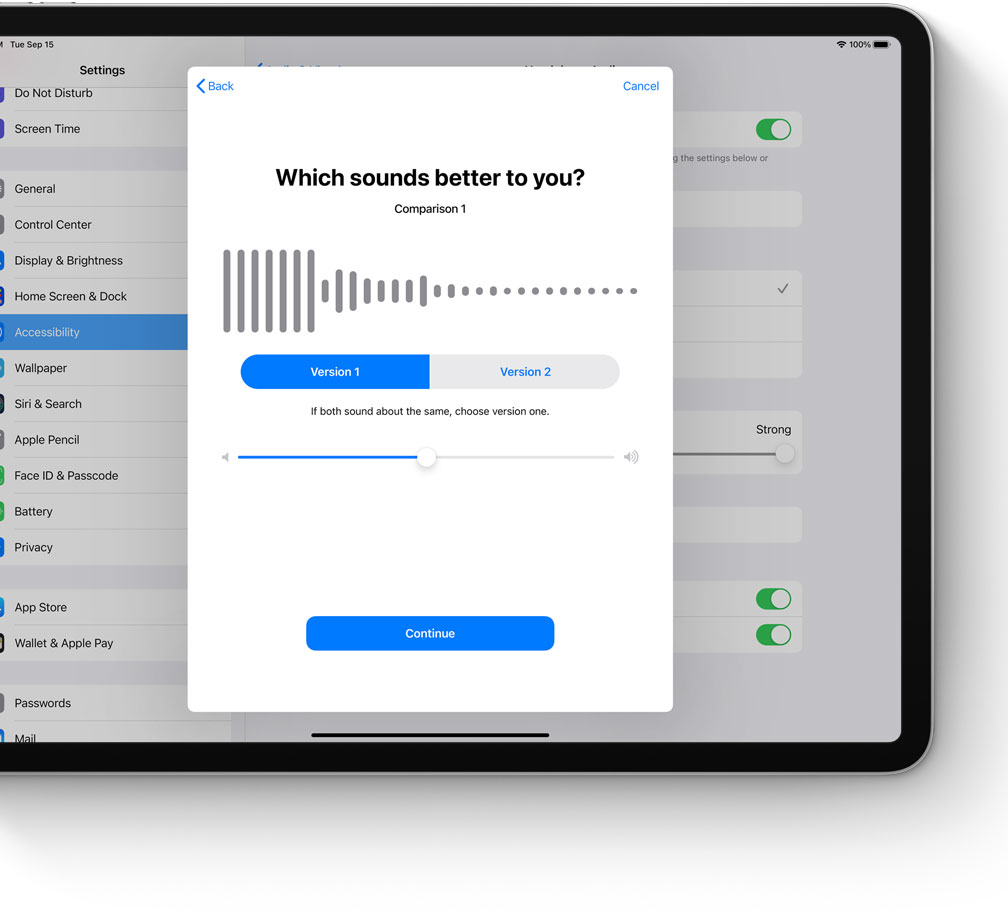 Tue Sep 15
100%
Settings
Do Not Disturb
Screen Time
General
Control Center
Display & Brightness
Home Screen & Dock
Accessibility
Wallpaper
Siri & Search
Apple Pencil
Face ID & Passcode
Battery
Privacy
App Store
Wallet & Apple Pay
Passwords
Mail
Back
Cancel
Which sounds better to you?
Comparison 1
Version 1
Version 2
If both sound about the same, choose version one.
Continue
the settings below or
Strong